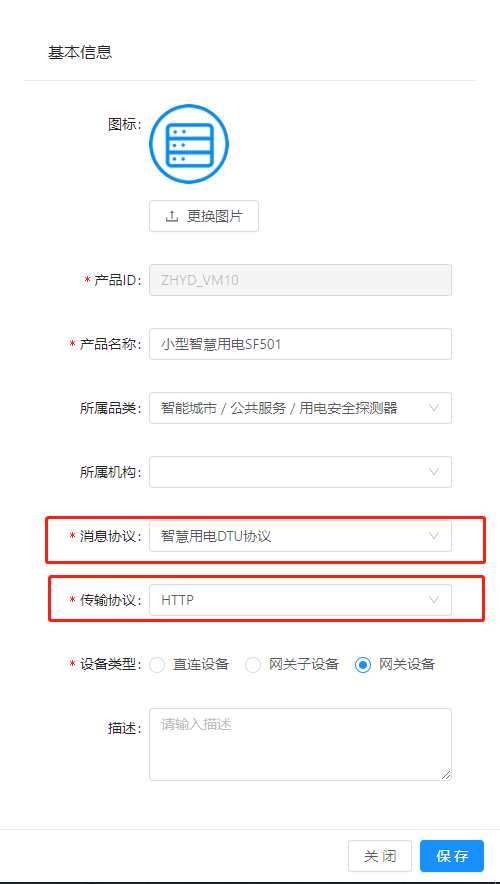 基本信息
图标:
更换图片
* 产品ID: ZHYD_VM10
* 产品名称: 小型智慧用电SF501
所属品类: 智能城市 / 公共服务 / 用电安全探测器
所属机构:
* 消息协议: 智慧用电DTU协议
* 传输协议: HTTP
* 设备类型: 直连设备 网关子设备 网关设备
描述: 请输入描述
关 闭 保 存